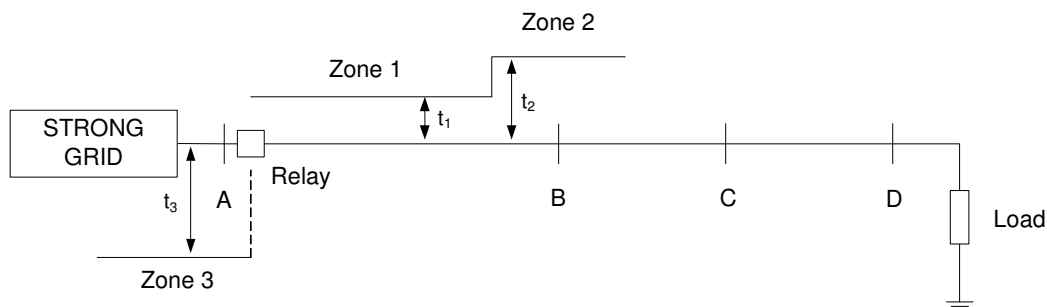 Zone 2
Zone 1
t1
t2
STRONG
GRID
Relay
A
B
C
D
t3
Load
Zone 3